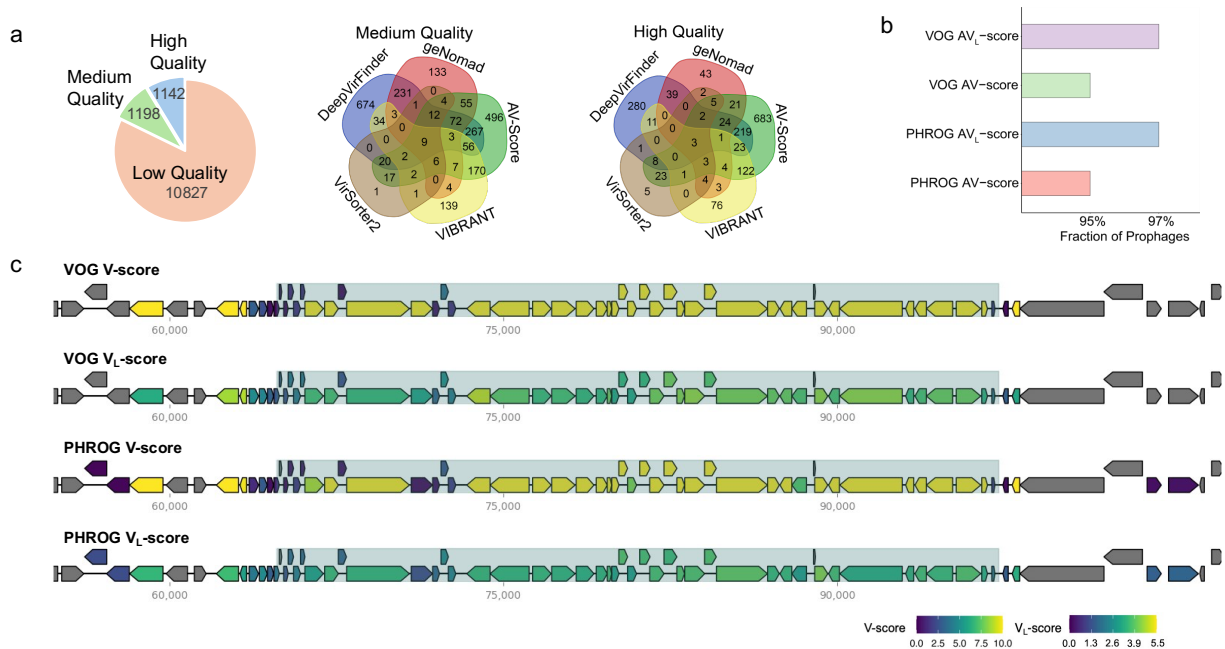 a
High
Quality
Medium
Quality
1142
1198
Low Quality
10827
Medium Quality
DeepVirFinder
geNomad
AV-Score
VIBRANT
VirSorter2
133
674
231
0
4
55
496
1
34
3
12
72
267
0
0
3
56
0
9
20
2
6
7
170
17
2
0
4
1
1
139
High Quality
DeepVirFinder
geNomad
AV-Score
VIBRANT
VirSorter2
43
280
39
2
5
21
683
0
11
0
2
24
219
0
1
23
1
3
8
0
3
4
122
23
1
4
3
5
0
76
b
VOG AVL−score
VOG AV−score
PHROG AVL−score
PHROG AV−score
95% 97%
Fraction of Prophages
c
VOG V-score
60,000 75,000 90,000
VOG VL-score
60,000 75,000 90,000
PHROG V-score
60,000 75,000 90,000
PHROG VL-score
60,000 75,000 90,000
V-score
0.0 2.5 5.0 7.5 10.0
VL-score
0.0 1.3 2.6 3.9 5.5